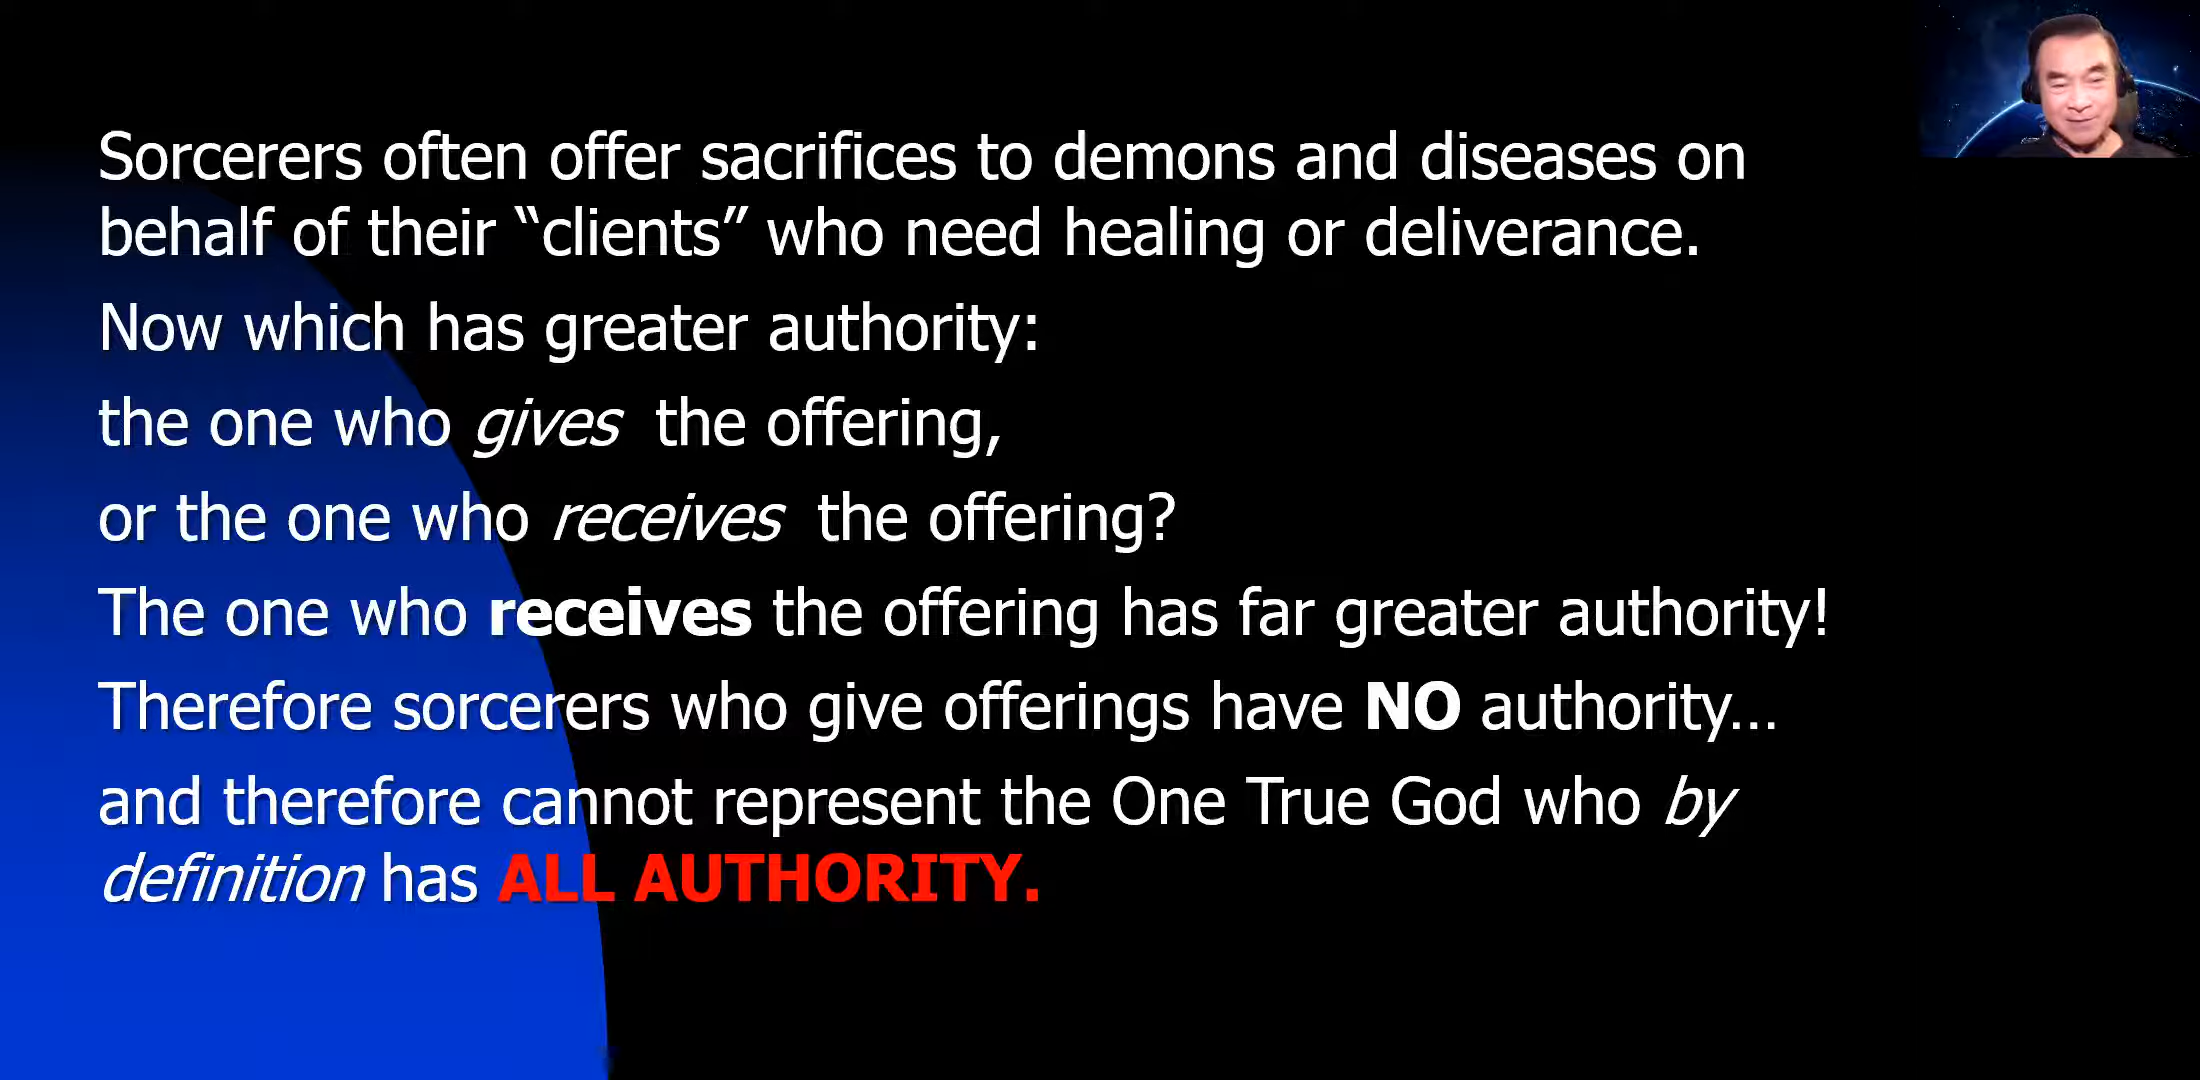 Sorcerers often offer sacrifices to demons and diseases on
behalf of their “clients” who need healing or deliverance.
Now which has greater authority:
the one who gives the offering,
or the one who receives the offering?
The one who receives the offering has far greater authority!
Therefore sorcerers who give offerings have NO authority...
and therefore cannot represent the One True God who by
definition has ALL AUTHORITY.